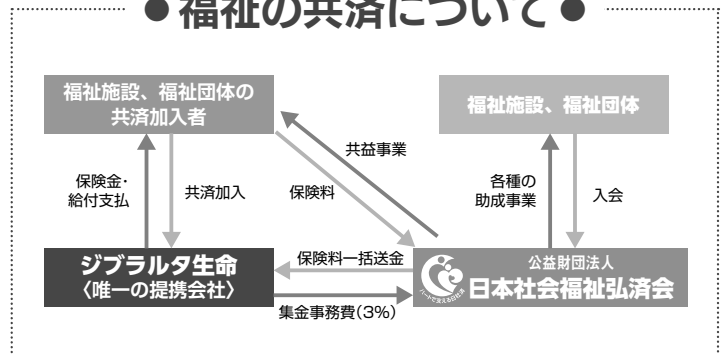 ●福祉の共済について●
福祉施設、福祉団体の
共済加入者
福祉施設、福祉団体
共益事業
保険金・
給付支払
共済加入
保険料
各種の
助成事業
入会
ジブラルタ生命
〈唯一の提携会社〉
保険料一括送金
集金事務費(3%)
公益財団法人
日本社会福祉弘済会